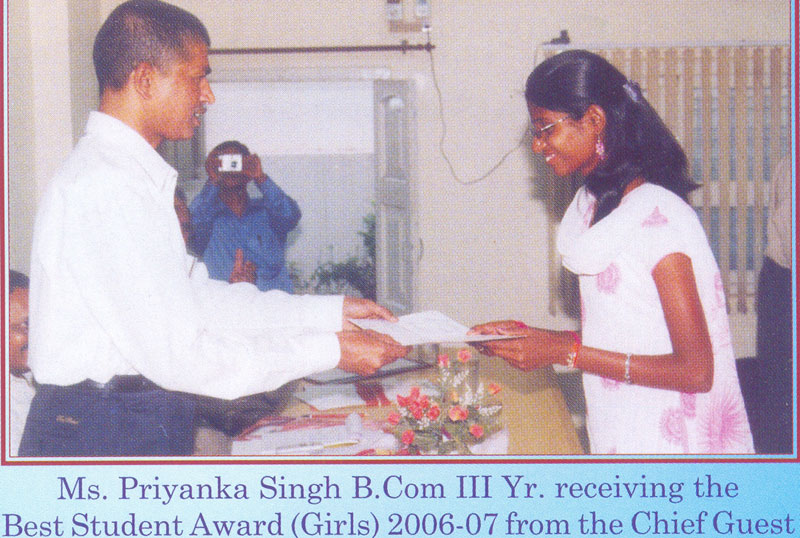 Ms. Priyanka Singh B.Com III Yr. receiving the
Best Student Award (Girls) 2006-07 from the Chief Guest